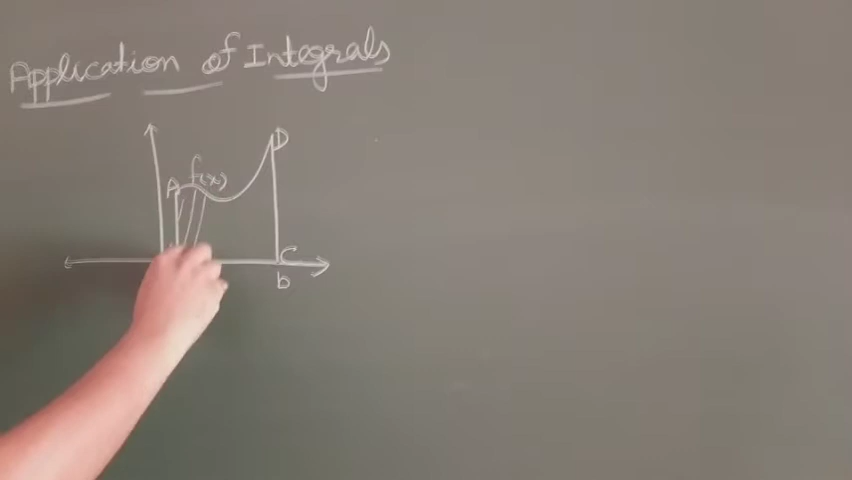 Application of Integrals
D
f(x)
A
C
b